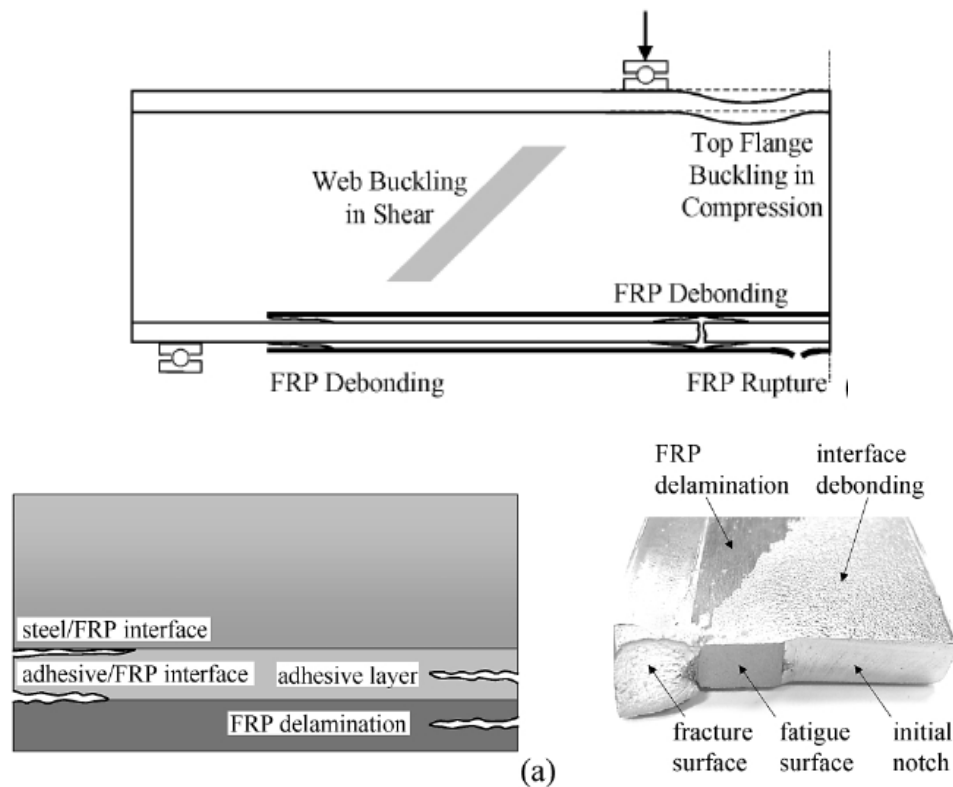 Web Buckling
in Shear
Top Flange
Buckling in
Compression
FRP Debonding
FRP Debonding
FRP Rupture
steel/FRP interface
adhesive/FRP interface
adhesive layer
FRP delamination
(a)
FRP
delamination
interface
debonding
fracture
surface
fatigue
surface
initial
notch